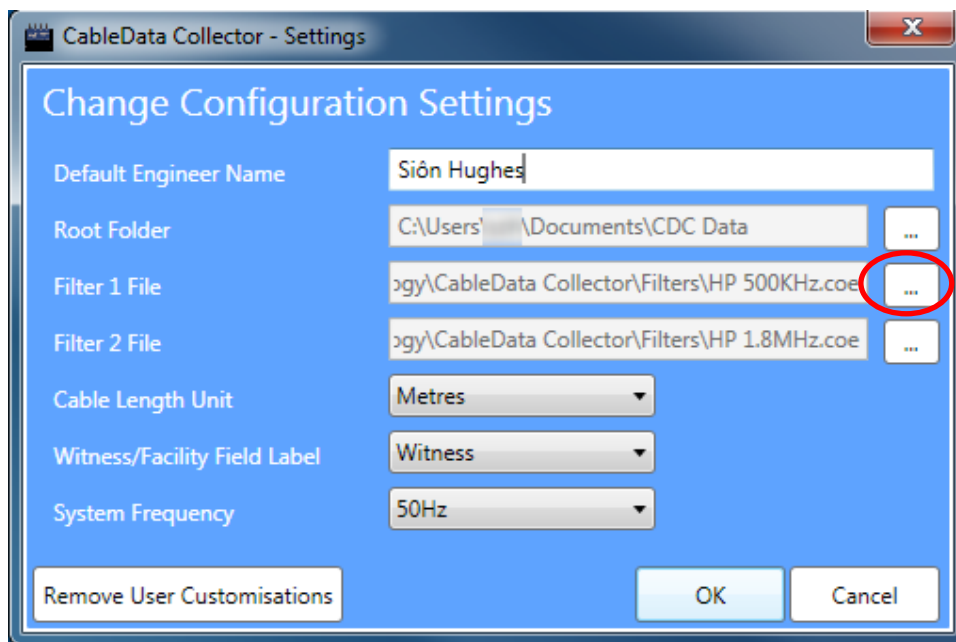 CableData Collector - Settings
Change Configuration Settings
Default Engineer Name Siôn Hughes
Root Folder C:\Users\ \Documents\CDC Data ...
Filter 1 File ogy\CableData Collector\Filters\HP 500KHz.coe ...
Filter 2 File ogy\CableData Collector\Filters\HP 1.8MHz.coe ...
Cable Length Unit Metres
Witness/Facility Field Label Witness
System Frequency 50Hz
Remove User Customisations OK Cancel